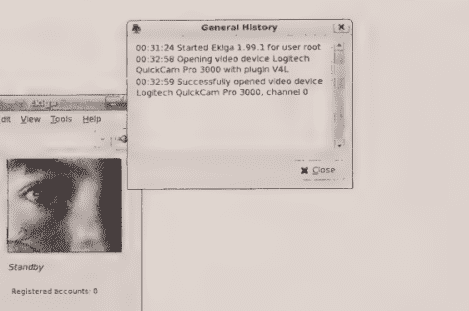 General History
00:31:24 Started Ekiga 1.99.1 for user root
00:32:58 Opening video device Logitech
QuickCam Pro 3000 with plugin V4L
00:32:59 Successfully opened video device
Logitech QuickCam Pro 3000, channel 0
Close
Ekiga
dit View Tools Help
Standby
Registered accounts: 0